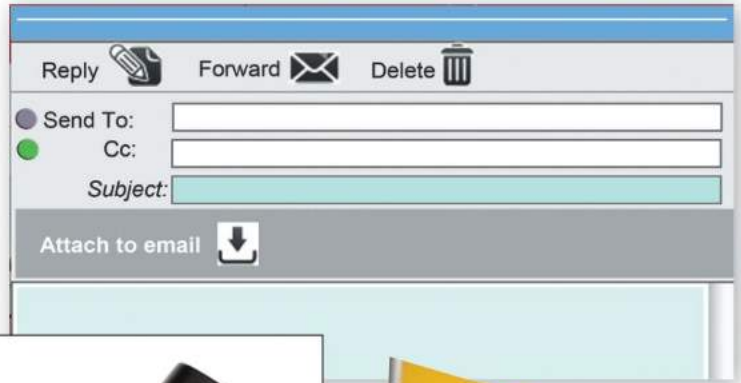 Reply Forward Delete
Send To:
Cc:
Subject:
Attach to email